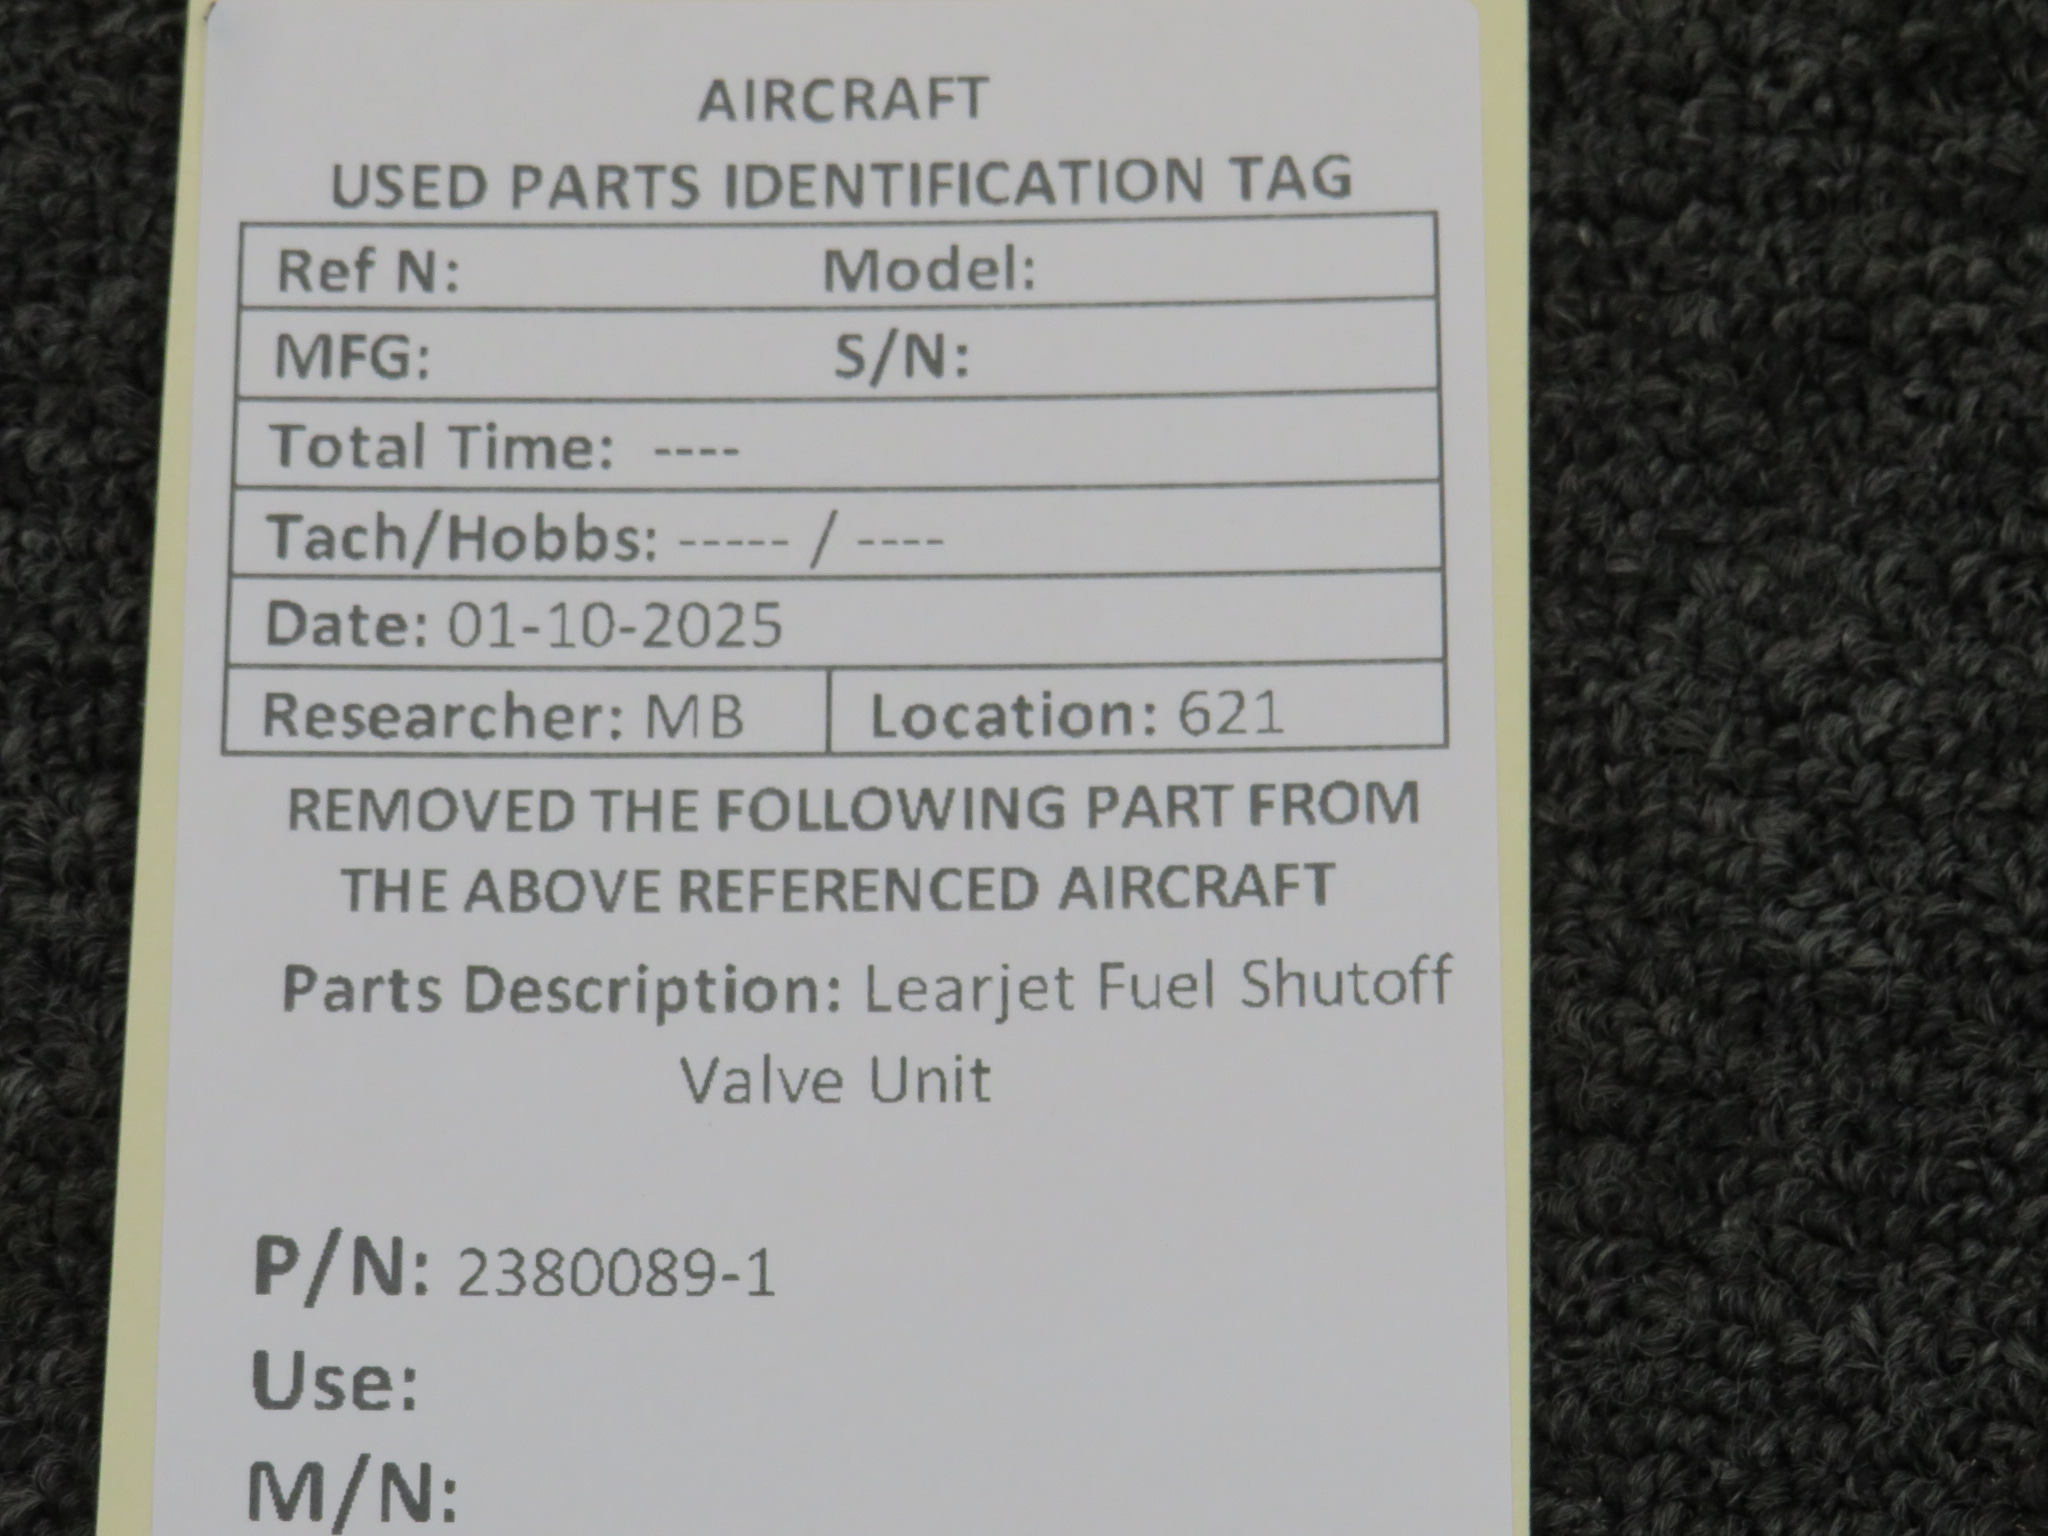 AIRCRAFT
USED PARTS IDENTIFICATION TAG
Ref N: Model:
MFG: S/N:
Total Time: ----
Tach/Hobbs: ----- / ----
Date: 01-10-2025
Researcher: MB Location: 621
REMOVED THE FOLLOWING PART FROM
THE ABOVE REFERENCED AIRCRAFT
Parts Description: Learjet Fuel Shutoff
Valve Unit
P/N: 2380089-1
Use:
M/N: